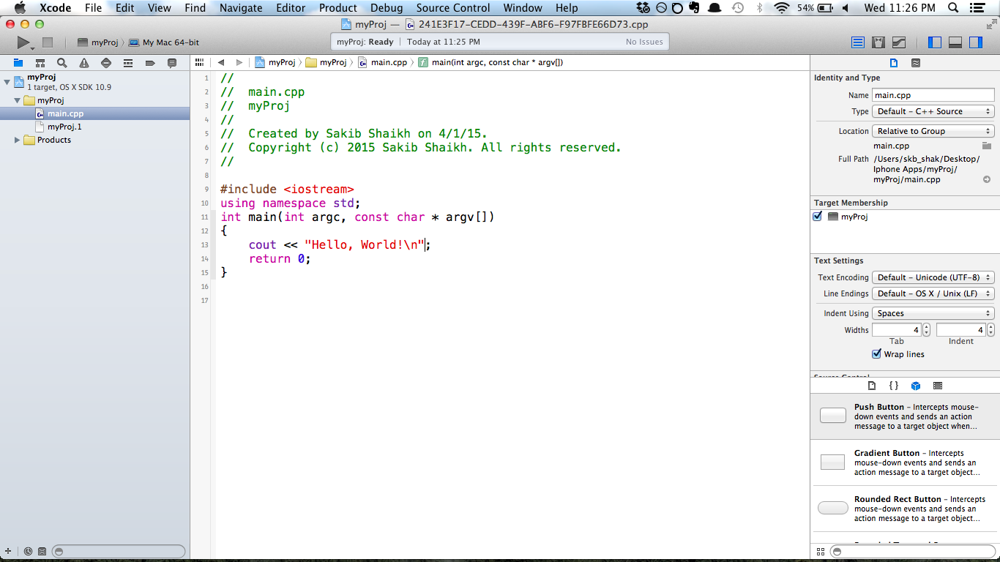 Xcode File Edit View Find Navigate Editor Product Debug Source Control Window Help 54% Wed 11:26 PM
myProj — 241E3F17-CEDD-439F-ABF6-F97FBFE66D73.cpp
myProj My Mac 64-bit
myProj: Ready | Today at 11:25 PM No Issues
myProj
1 target, OS X SDK 10.9
myProj
main.cpp
myProj.1
Products
myProj myProj main.cpp main(int argc, const char * argv[])
1 //
2 // main.cpp
3 // myProj
4 //
5 // Created by Sakib Shaikh on 4/1/15.
6 // Copyright (c) 2015 Sakib Shaikh. All rights reserved.
7 //
8
9 #include <iostream>
10 using namespace std;
11 int main(int argc, const char * argv[])
12 {
13 cout << "Hello, World!\n";
14 return 0;
15 }
16
17
Identity and Type
Name main.cpp
Type Default - C++ Source
Location Relative to Group
main.cpp
Full Path /Users/skb_shak/Desktop/
Iphone Apps/myProj/
myProj/main.cpp
Target Membership
myProj
Text Settings
Text Encoding Default - Unicode (UTF-8)
Line Endings Default - OS X / Unix (LF)
Indent Using Spaces
Widths 4 4
Tab Indent
Wrap lines
Source Control
{}
Push Button - Intercepts mouse-
down events and sends an action
message to a target object when...
Gradient Button - Intercepts
mouse-down events and sends an
action message to a target object...
Rounded Rect Button - Intercepts
mouse-down events and sends an
action message to a target object...